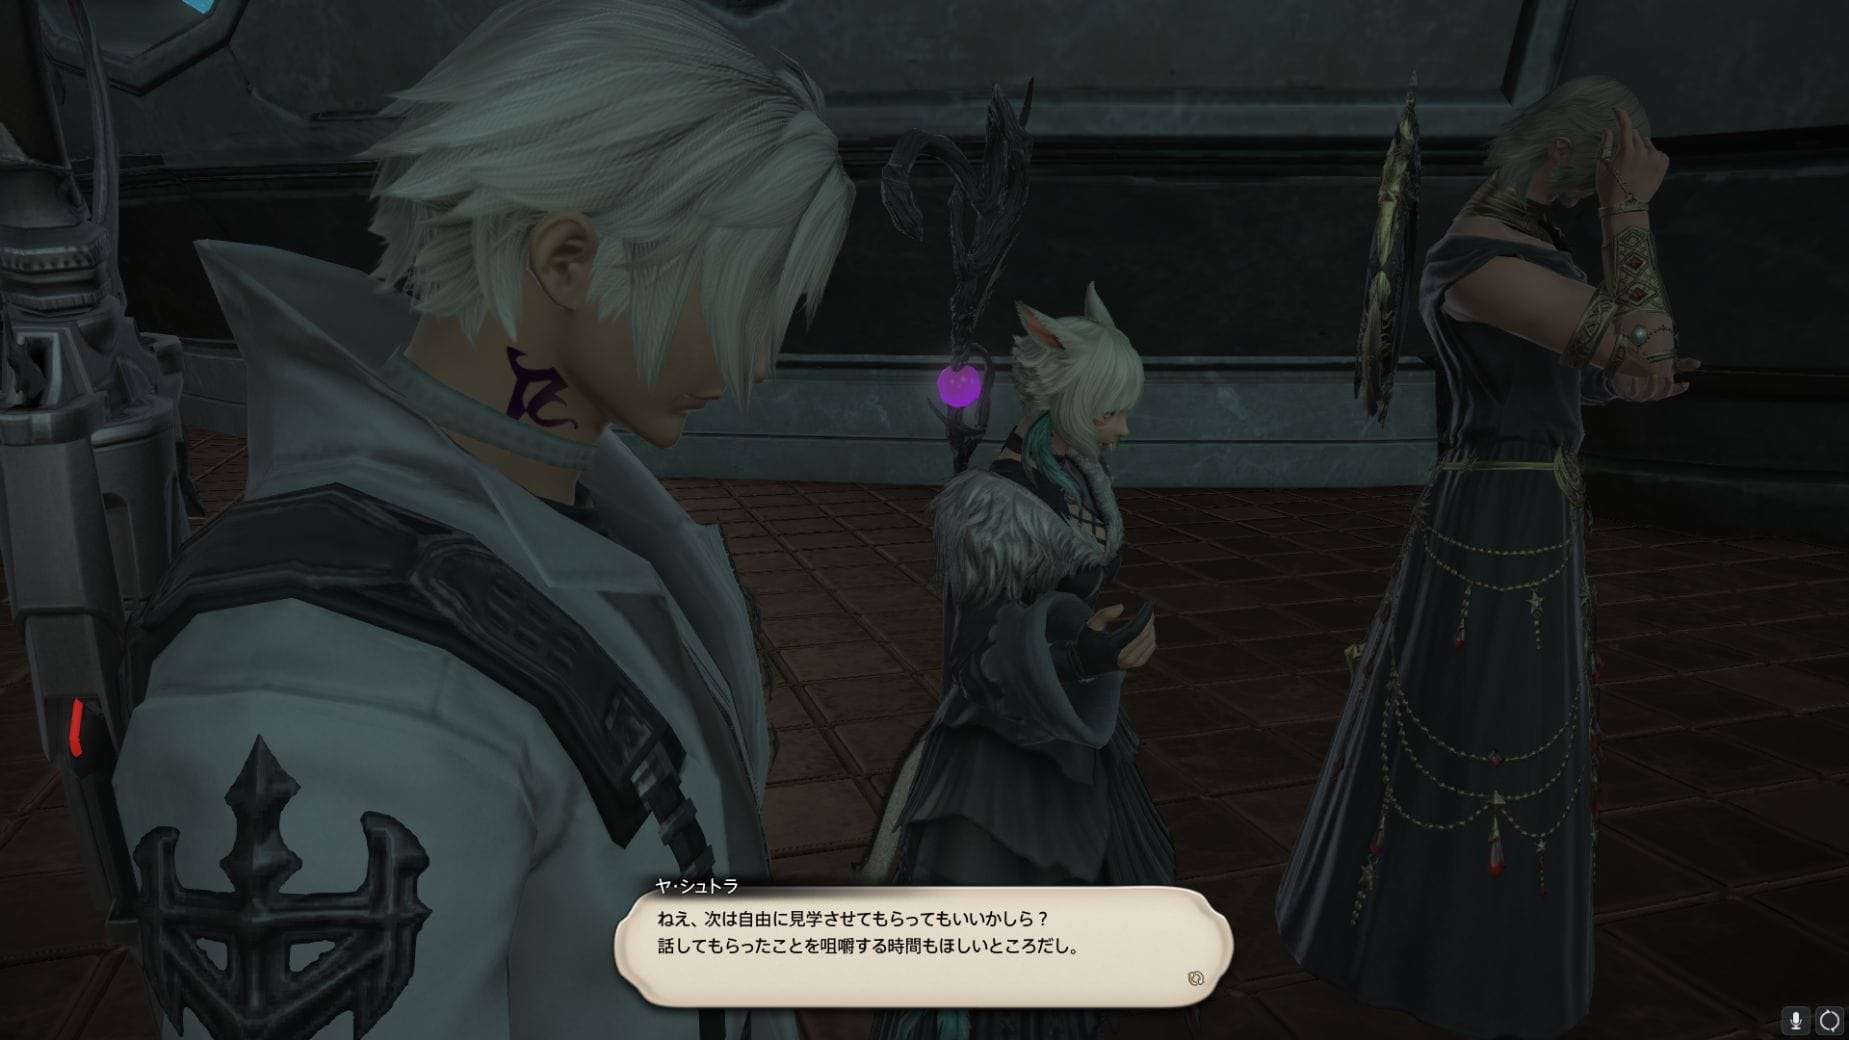 ヤ・シュトラ
ねえ、次は自由に見学させてもらってもいいかしら？
話してもらったことを咀嚼する時間もほしいところだし。